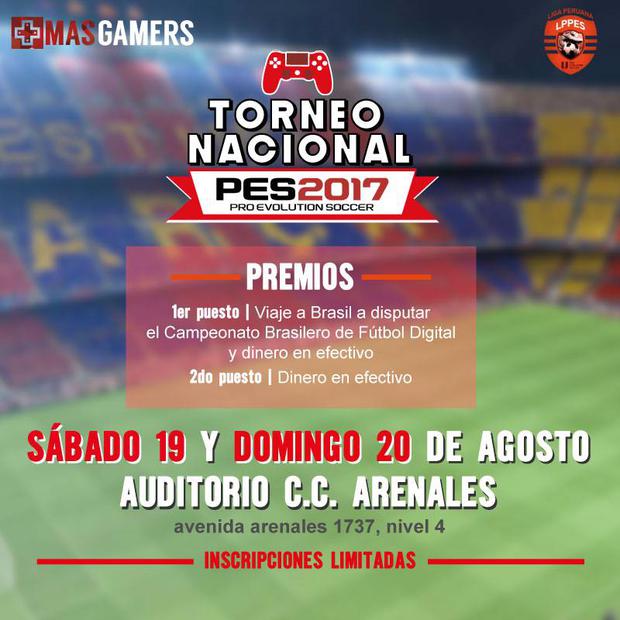 MASGAMERS
LIGA PERUANA
LPPES
TORNEO
NACIONAL
PES2017
PRO EVOLUTION SOCCER
PREMIOS
1er puesto | Viaje a Brasil a disputar
el Campeonato Brasilero de Fútbol Digital
y dinero en efectivo
2do puesto | Dinero en efectivo
SÁBADO 19 Y DOMINGO 20 DE AGOSTO
AUDITORIO C.C. ARENALES
avenida arenales 1737, nivel 4
INSCRIPCIONES LIMITADAS